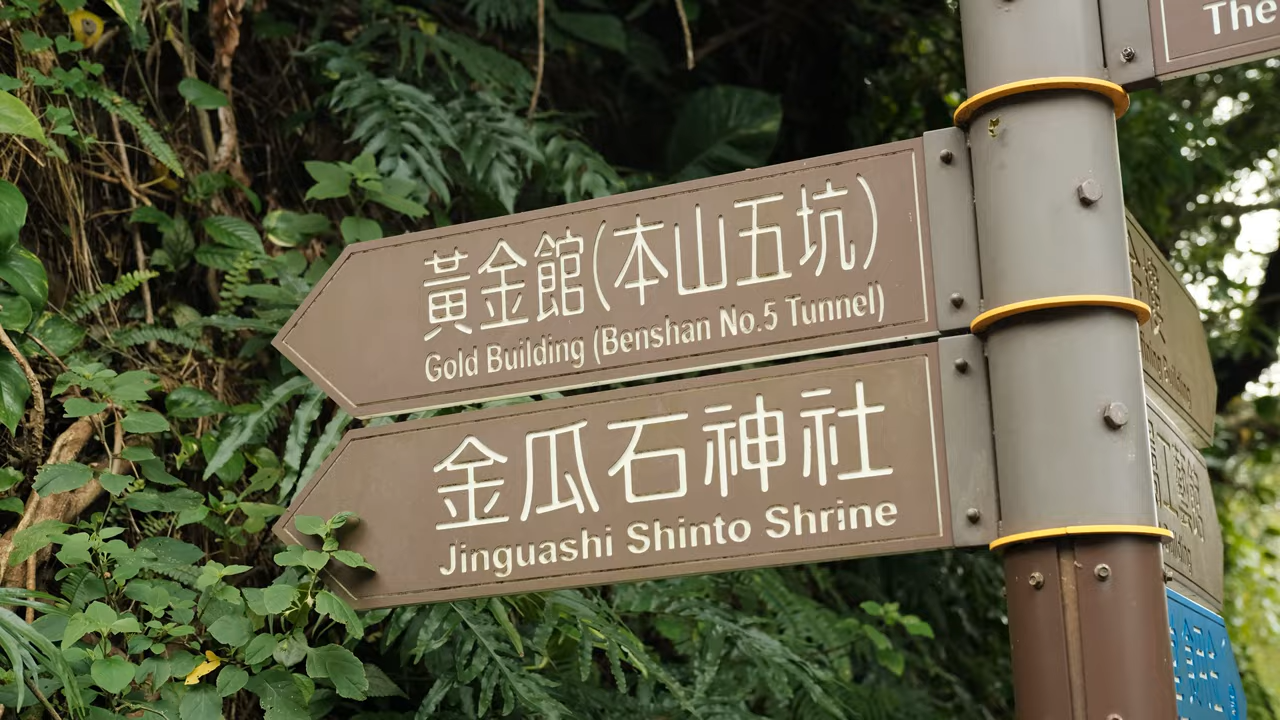 The
黃金館(本山五坑)
Gold Building (Benshan No.5 Tunnel)
金瓜石神社
Jinguashi Shinto Shrine